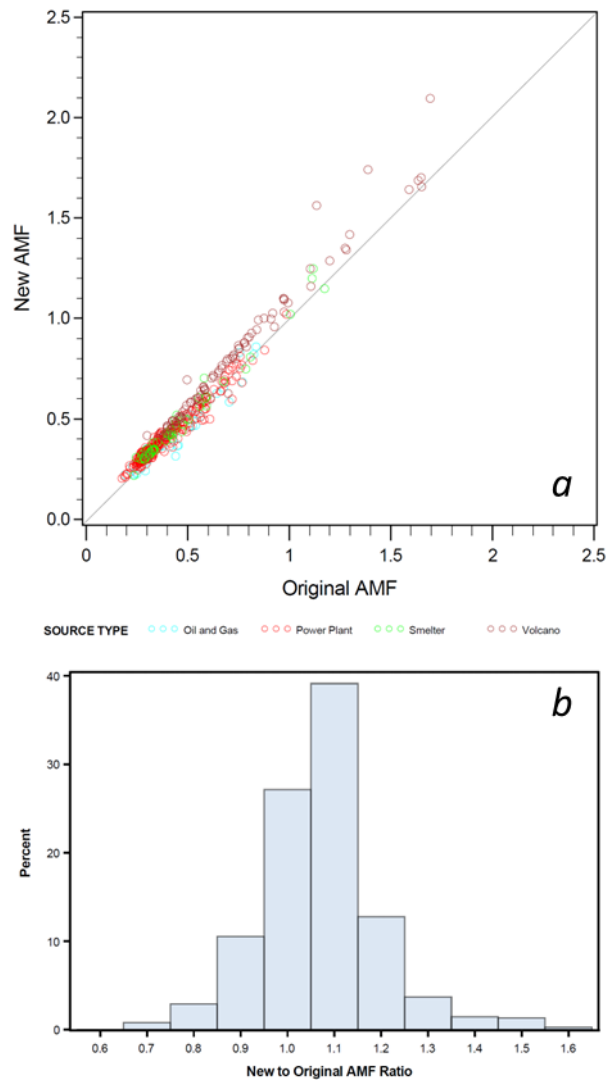 2.5
2.0
1.5
1.0
0.5
0.0
New AMF
a
0 0.5 1 1.5 2 2.5
Original AMF
SOURCE TYPE Oil and Gas Power Plant Smelter Volcano
40
30
20
10
0
Percent
b
0.6 0.7 0.8 0.9 1.0 1.1 1.2 1.3 1.4 1.5 1.6
New to Original AMF Ratio